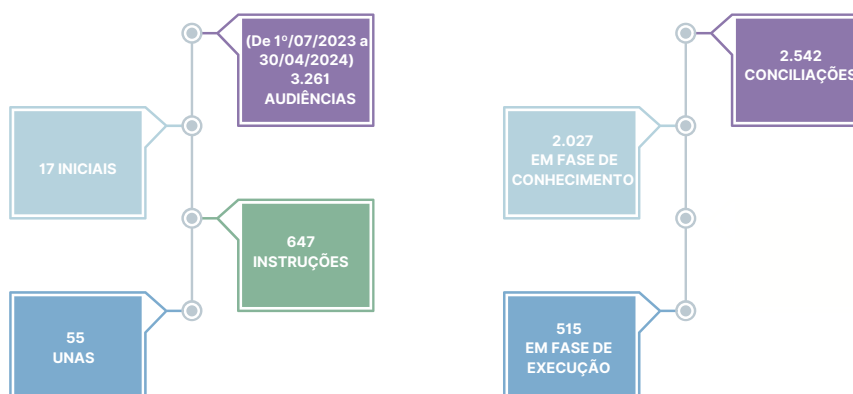 (De 1º/07/2023 a
30/04/2024)
3.261
AUDIÊNCIAS
17 INICIAIS
647
INSTRUÇÕES
55
UNAS
2.542
CONCILIAÇÕES
2.027
EM FASE DE
CONHECIMENTO
515
EM FASE DE
EXECUÇÃO